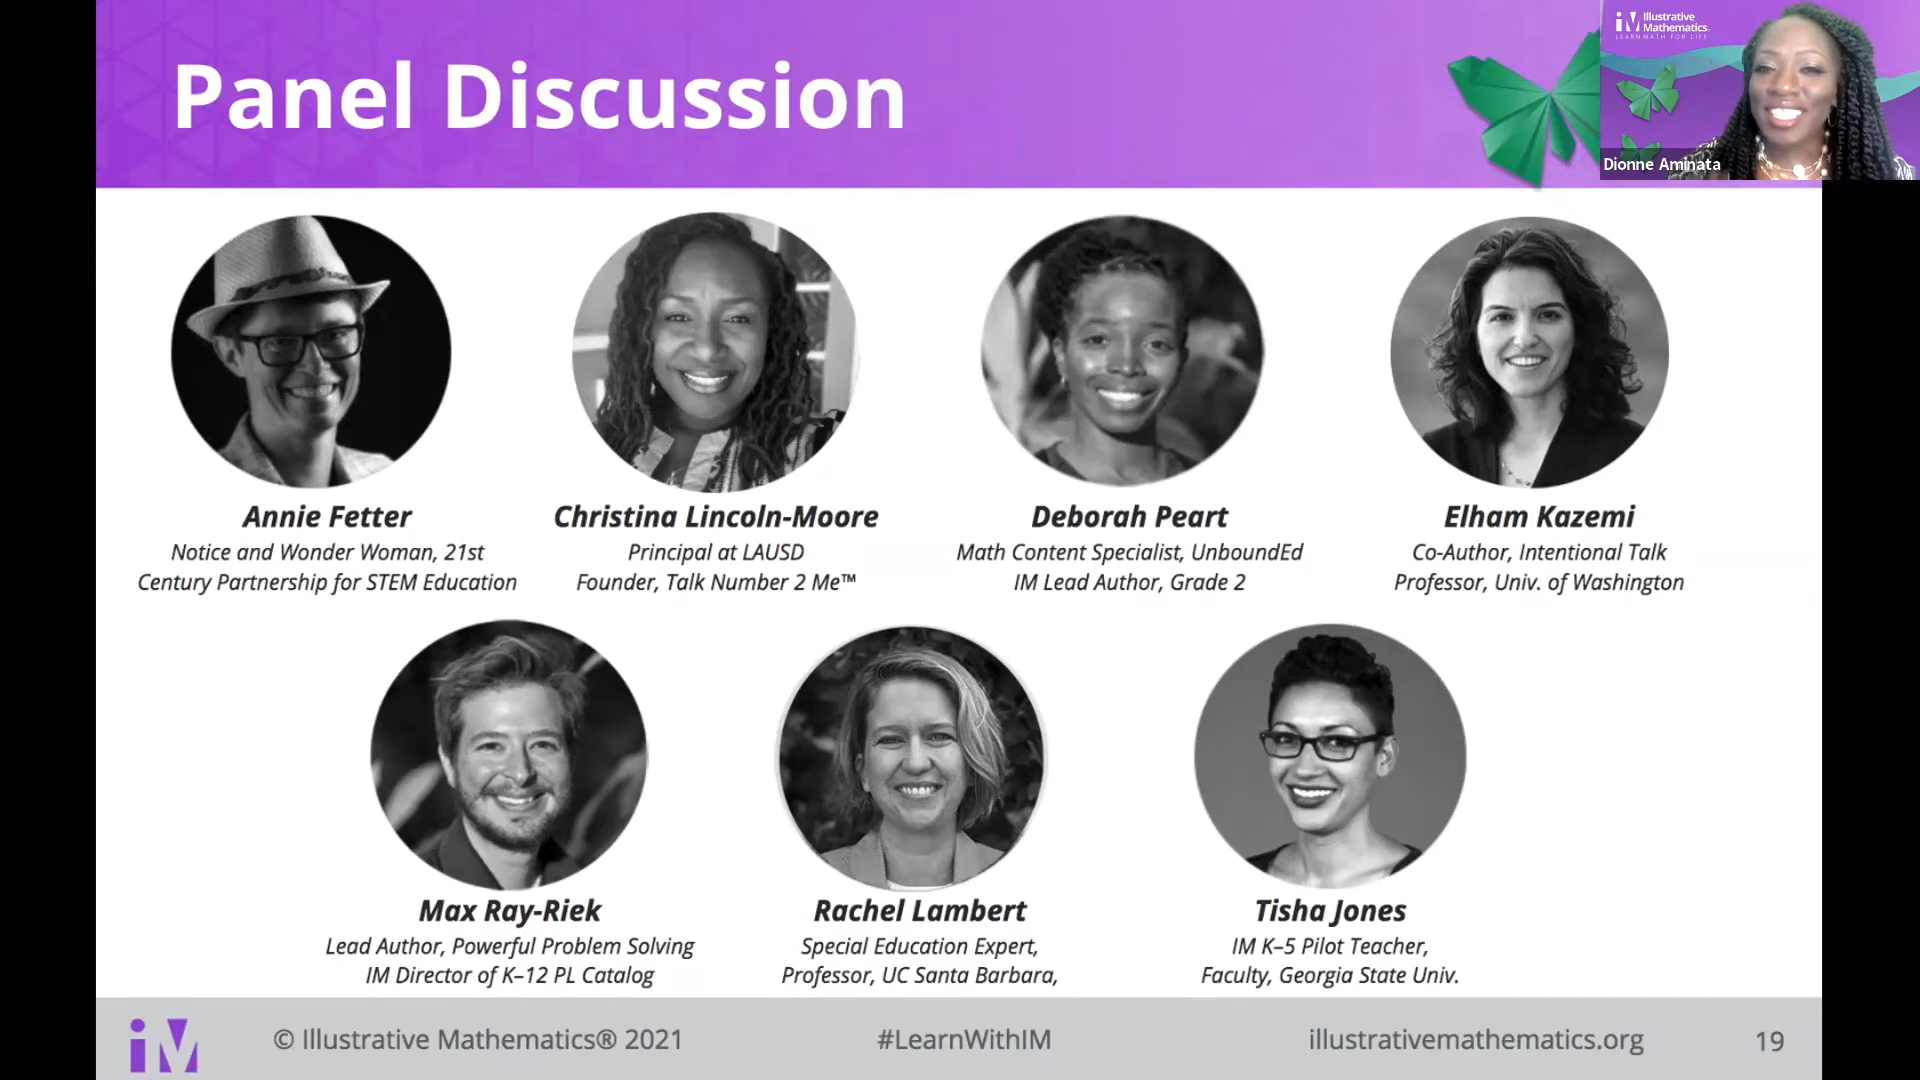 Panel Discussion
Illustrative
Mathematics
LEARN MATH FOR LIFE
Dionne Aminata
Annie Fetter
Notice and Wonder Woman, 21st
Century Partnership for STEM Education
Christina Lincoln-Moore
Principal at LAUSD
Founder, Talk Number 2 Me™
Deborah Peart
Math Content Specialist, UnboundEd
IM Lead Author, Grade 2
Elham Kazemi
Co-Author, Intentional Talk
Professor, Univ. of Washington
Max Ray-Riek
Lead Author, Powerful Problem Solving
IM Director of K–12 PL Catalog
Rachel Lambert
Special Education Expert,
Professor, UC Santa Barbara,
Tisha Jones
IM K–5 Pilot Teacher,
Faculty, Georgia State Univ.
iM
© Illustrative Mathematics® 2021
#LearnWithIM
illustrativemathematics.org
19